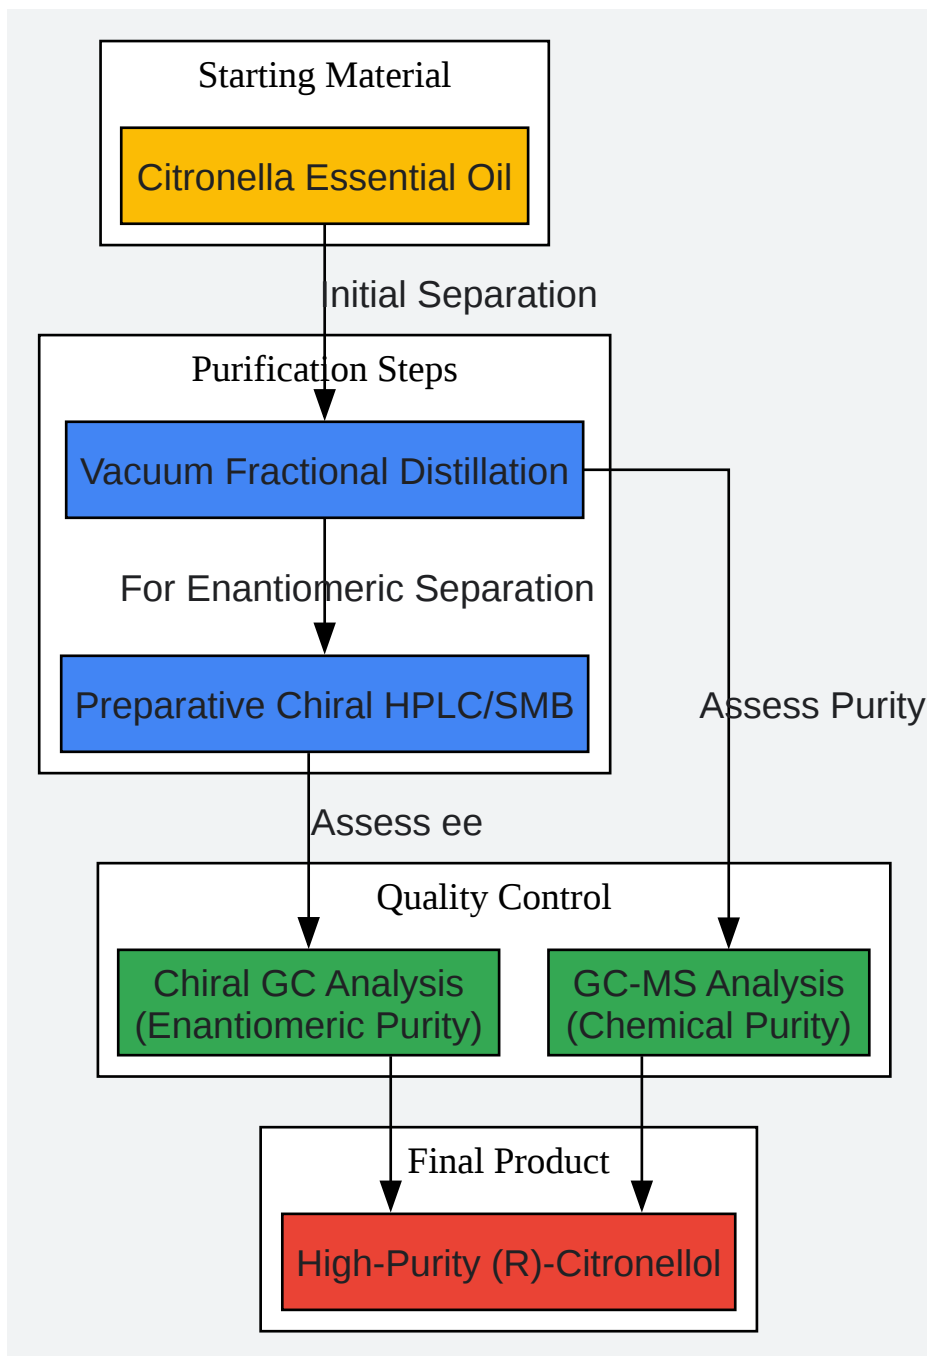 Starting Material
Citronella Essential Oil
Initial Separation
Purification Steps
Vacuum Fractional Distillation
For Enantiomeric Separation
Preparative Chiral HPLC/SMB
Assess Purity
Assess ee
Quality Control
Chiral GC Analysis
(Enantiomeric Purity)
GC-MS Analysis
(Chemical Purity)
Final Product
High-Purity (R)-Citronellol